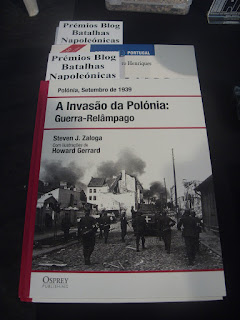 Prémios Blog
Batalhas
Napoleónicas
PORTUGAL
Prémios Blog
Batalhas
Napoleónicas
Henriques
Polónia, Setembro de 1939
A Invasão da Polónia:
Guerra-Relâmpago
Steven J. Zaloga
Com ilustrações de
Howard Gerrard
OSPREY
PUBLISHING